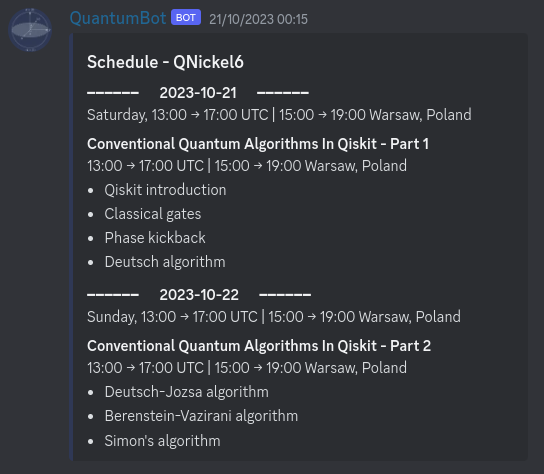 QuantumBot BOT 21/10/2023 00:15
Schedule - QNickel6
—————— 2023-10-21 ——————
Saturday, 13:00 → 17:00 UTC | 15:00 → 19:00 Warsaw, Poland
Conventional Quantum Algorithms In Qiskit - Part 1
13:00 → 17:00 UTC | 15:00 → 19:00 Warsaw, Poland
• Qiskit introduction
• Classical gates
• Phase kickback
• Deutsch algorithm
—————— 2023-10-22 ——————
Sunday, 13:00 → 17:00 UTC | 15:00 → 19:00 Warsaw, Poland
Conventional Quantum Algorithms In Qiskit - Part 2
13:00 → 17:00 UTC | 15:00 → 19:00 Warsaw, Poland
• Deutsch-Jozsa algorithm
• Berenstein-Vazirani algorithm
• Simon's algorithm